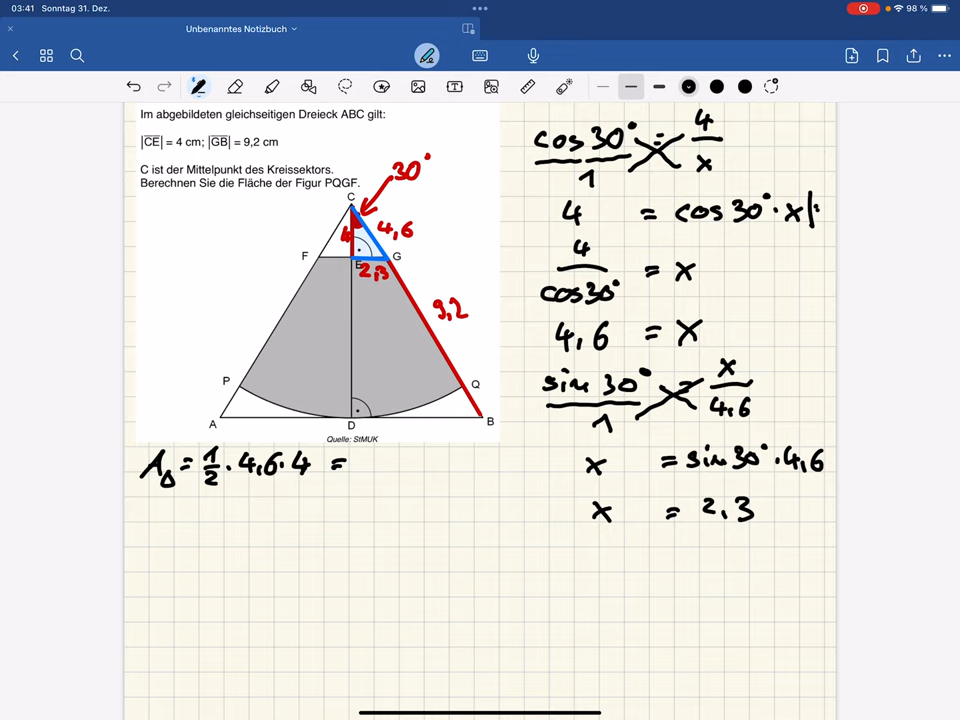 03:41 Sonntag 31. Dez.
98 %
Unbenanntes Notizbuch
Im abgebildeten gleichseitigen Dreieck ABC gilt:
|CE| = 4 cm; |GB| = 9,2 cm
C ist der Mittelpunkt des Kreissektors.
Berechnen Sie die Fläche der Figur PQGF.
30°
C
4
4,6
F
E
G
2,3
9,2
P
Q
A
D
B
Quelle: StMUK
A△ = 1/2 · 4,6 · 4 =
cos 30° / 1 = 4 / x
4 = cos 30° · x |:
4 / cos 30° = x
4,6 = x
sin 30° / 1 = x / 4,6
x = sin 30° · 4,6
x = 2,3